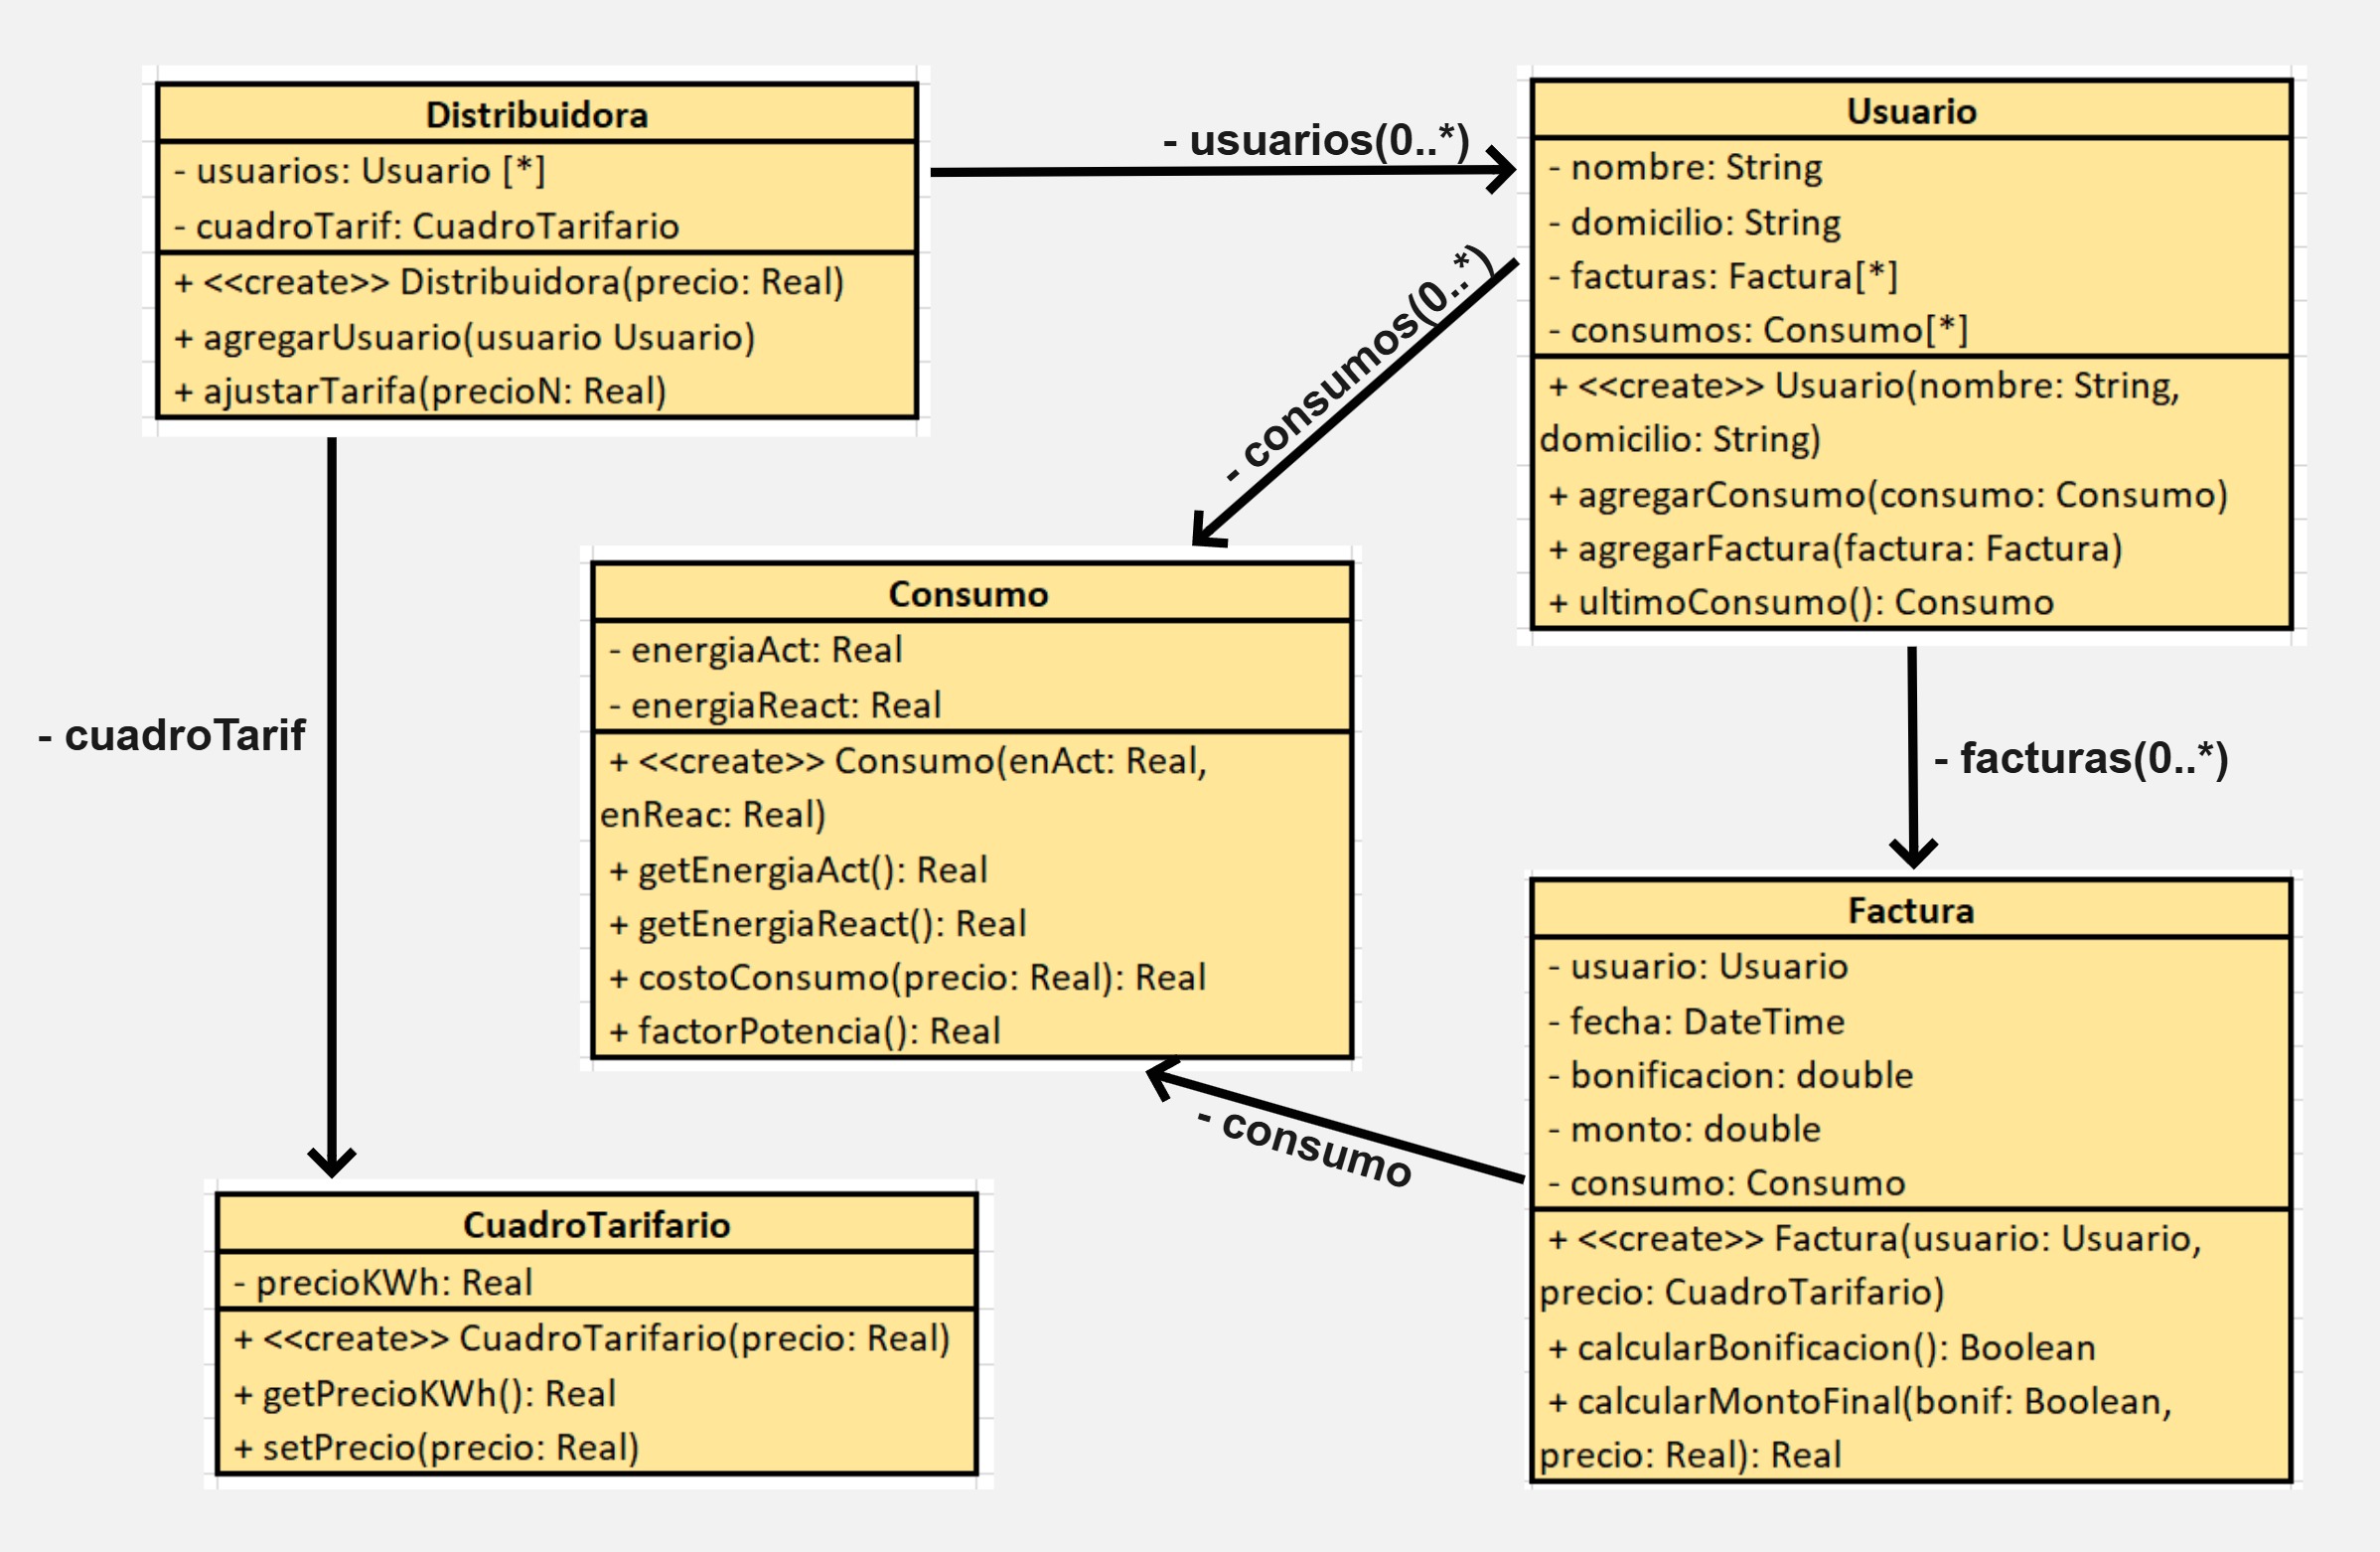 Distribuidora
- usuarios: Usuario [*]
- cuadroTarif: CuadroTarifario
+ <<create>> Distribuidora(precio: Real)
+ agregarUsuario(usuario Usuario)
+ ajustarTarifa(precioN: Real)
- usuarios(0..*)
Usuario
- nombre: String
- domicilio: String
- facturas: Factura[*]
- consumos: Consumo[*]
+ <<create>> Usuario(nombre: String,
domicilio: String)
+ agregarConsumo(consumo: Consumo)
+ agregarFactura(factura: Factura)
+ ultimoConsumo(): Consumo
- consumos(0..*)
Consumo
- energiaAct: Real
- energiaReact: Real
+ <<create>> Consumo(enAct: Real,
enReac: Real)
+ getEnergiaAct(): Real
+ getEnergiaReact(): Real
+ costoConsumo(precio: Real): Real
+ factorPotencia(): Real
- cuadroTarif
- facturas(0..*)
Factura
- usuario: Usuario
- fecha: DateTime
- bonificacion: double
- monto: double
- consumo: Consumo
+ <<create>> Factura(usuario: Usuario,
precio: CuadroTarifario)
+ calcularBonificacion(): Boolean
+ calcularMontoFinal(bonif: Boolean,
precio: Real): Real
- consumo
CuadroTarifario
- precioKWh: Real
+ <<create>> CuadroTarifario(precio: Real)
+ getPrecioKWh(): Real
+ setPrecio(precio: Real)